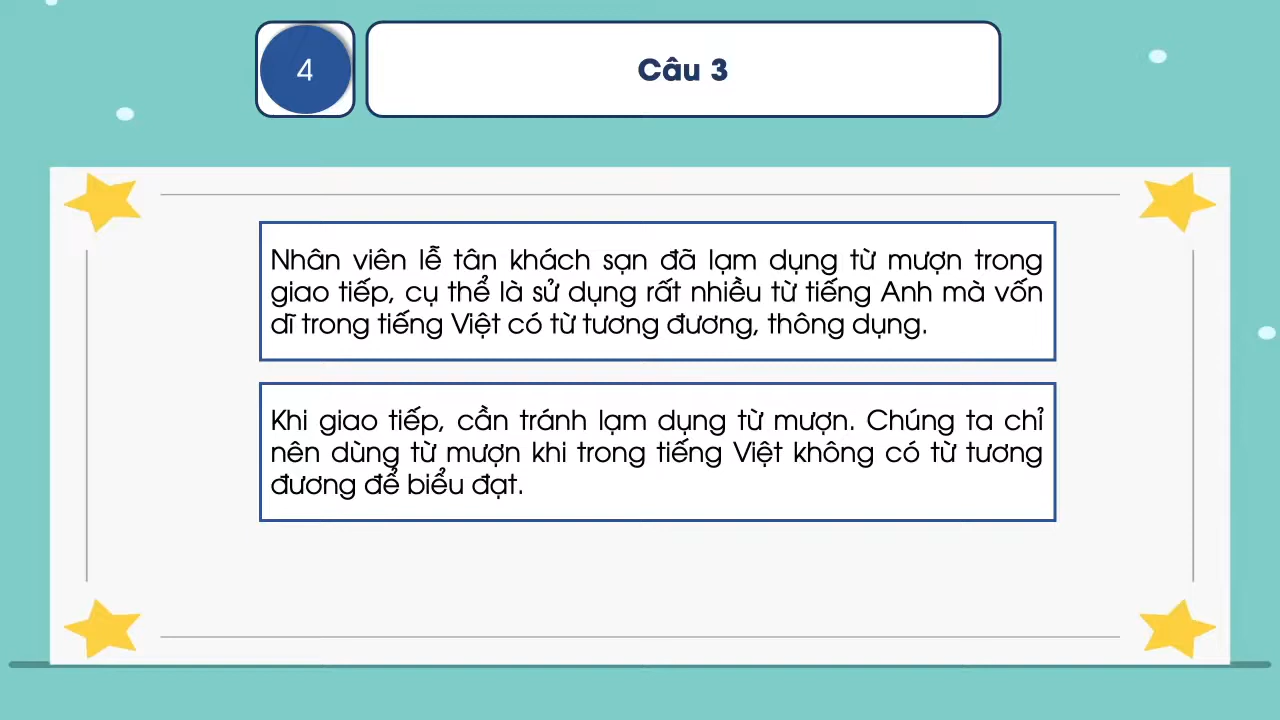 4
Câu 3
Nhân viên lễ tân khách sạn đã lạm dụng từ mượn trong
giao tiếp, cụ thể là sử dụng rất nhiều từ tiếng Anh mà vốn
dĩ trong tiếng Việt có từ tương đương, thông dụng.
Khi giao tiếp, cần tránh lạm dụng từ mượn. Chúng ta chỉ
nên dùng từ mượn khi trong tiếng Việt không có từ tương
đương để biểu đạt.